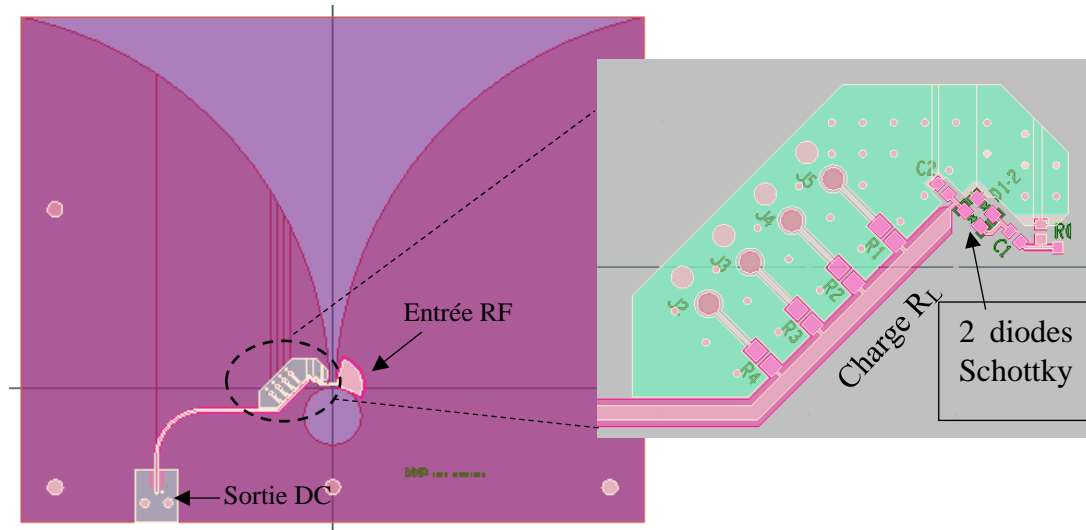 Entrée RF
Sortie DC
C2
D1-2
J5
J4
J3
J2
R1
R2
R3
R4
C1
Charge RL
2 diodes
Schottky